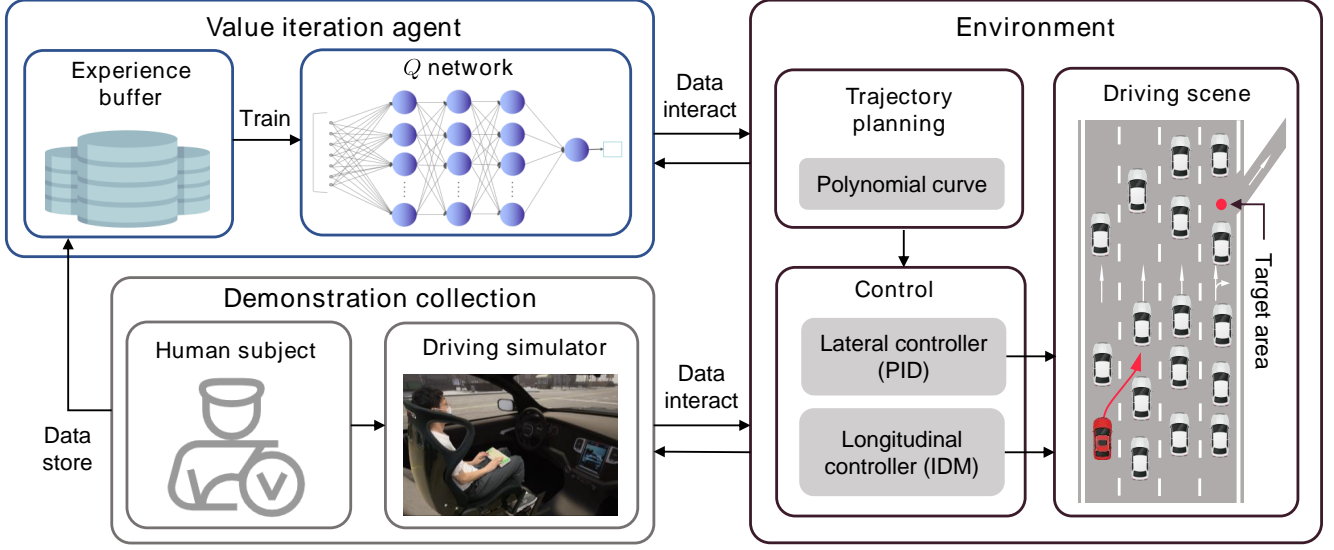 Value iteration agent
Experience
buffer
Train
Q network
Data
interact
Environment
Trajectory
planning
Polynomial curve
Driving scene
Target area
Control
Lateral controller
(PID)
Longitudinal
controller (IDM)
Demonstration collection
Human subject
Driving simulator
Data
interact
Data
store